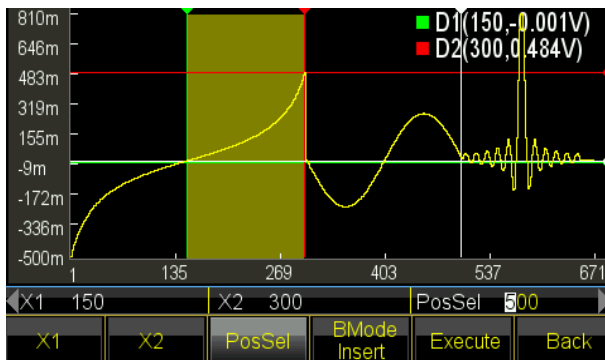 810m
646m
483m
319m
155m
-9m
-172m
-336m
-500m
D1(150,-0.001V)
D2(300,0.484V)
1 135 269 403 537 671
X1 150 X2 300 PosSel 500
X1 X2 PosSel BMode Insert Execute Back